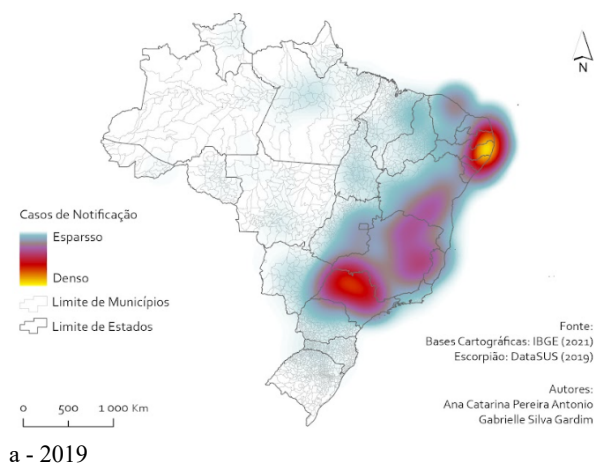 N
Casos de Notificação
Esparsso
Denso
Limite de Municípios
Limite de Estados
0 500 1 000 Km
Fonte:
Bases Cartográficas: IBGE (2021)
Escorpião: DataSUS (2019)
Autores:
Ana Catarina Pereira Antonio
Gabrielle Silva Gardim
a - 2019